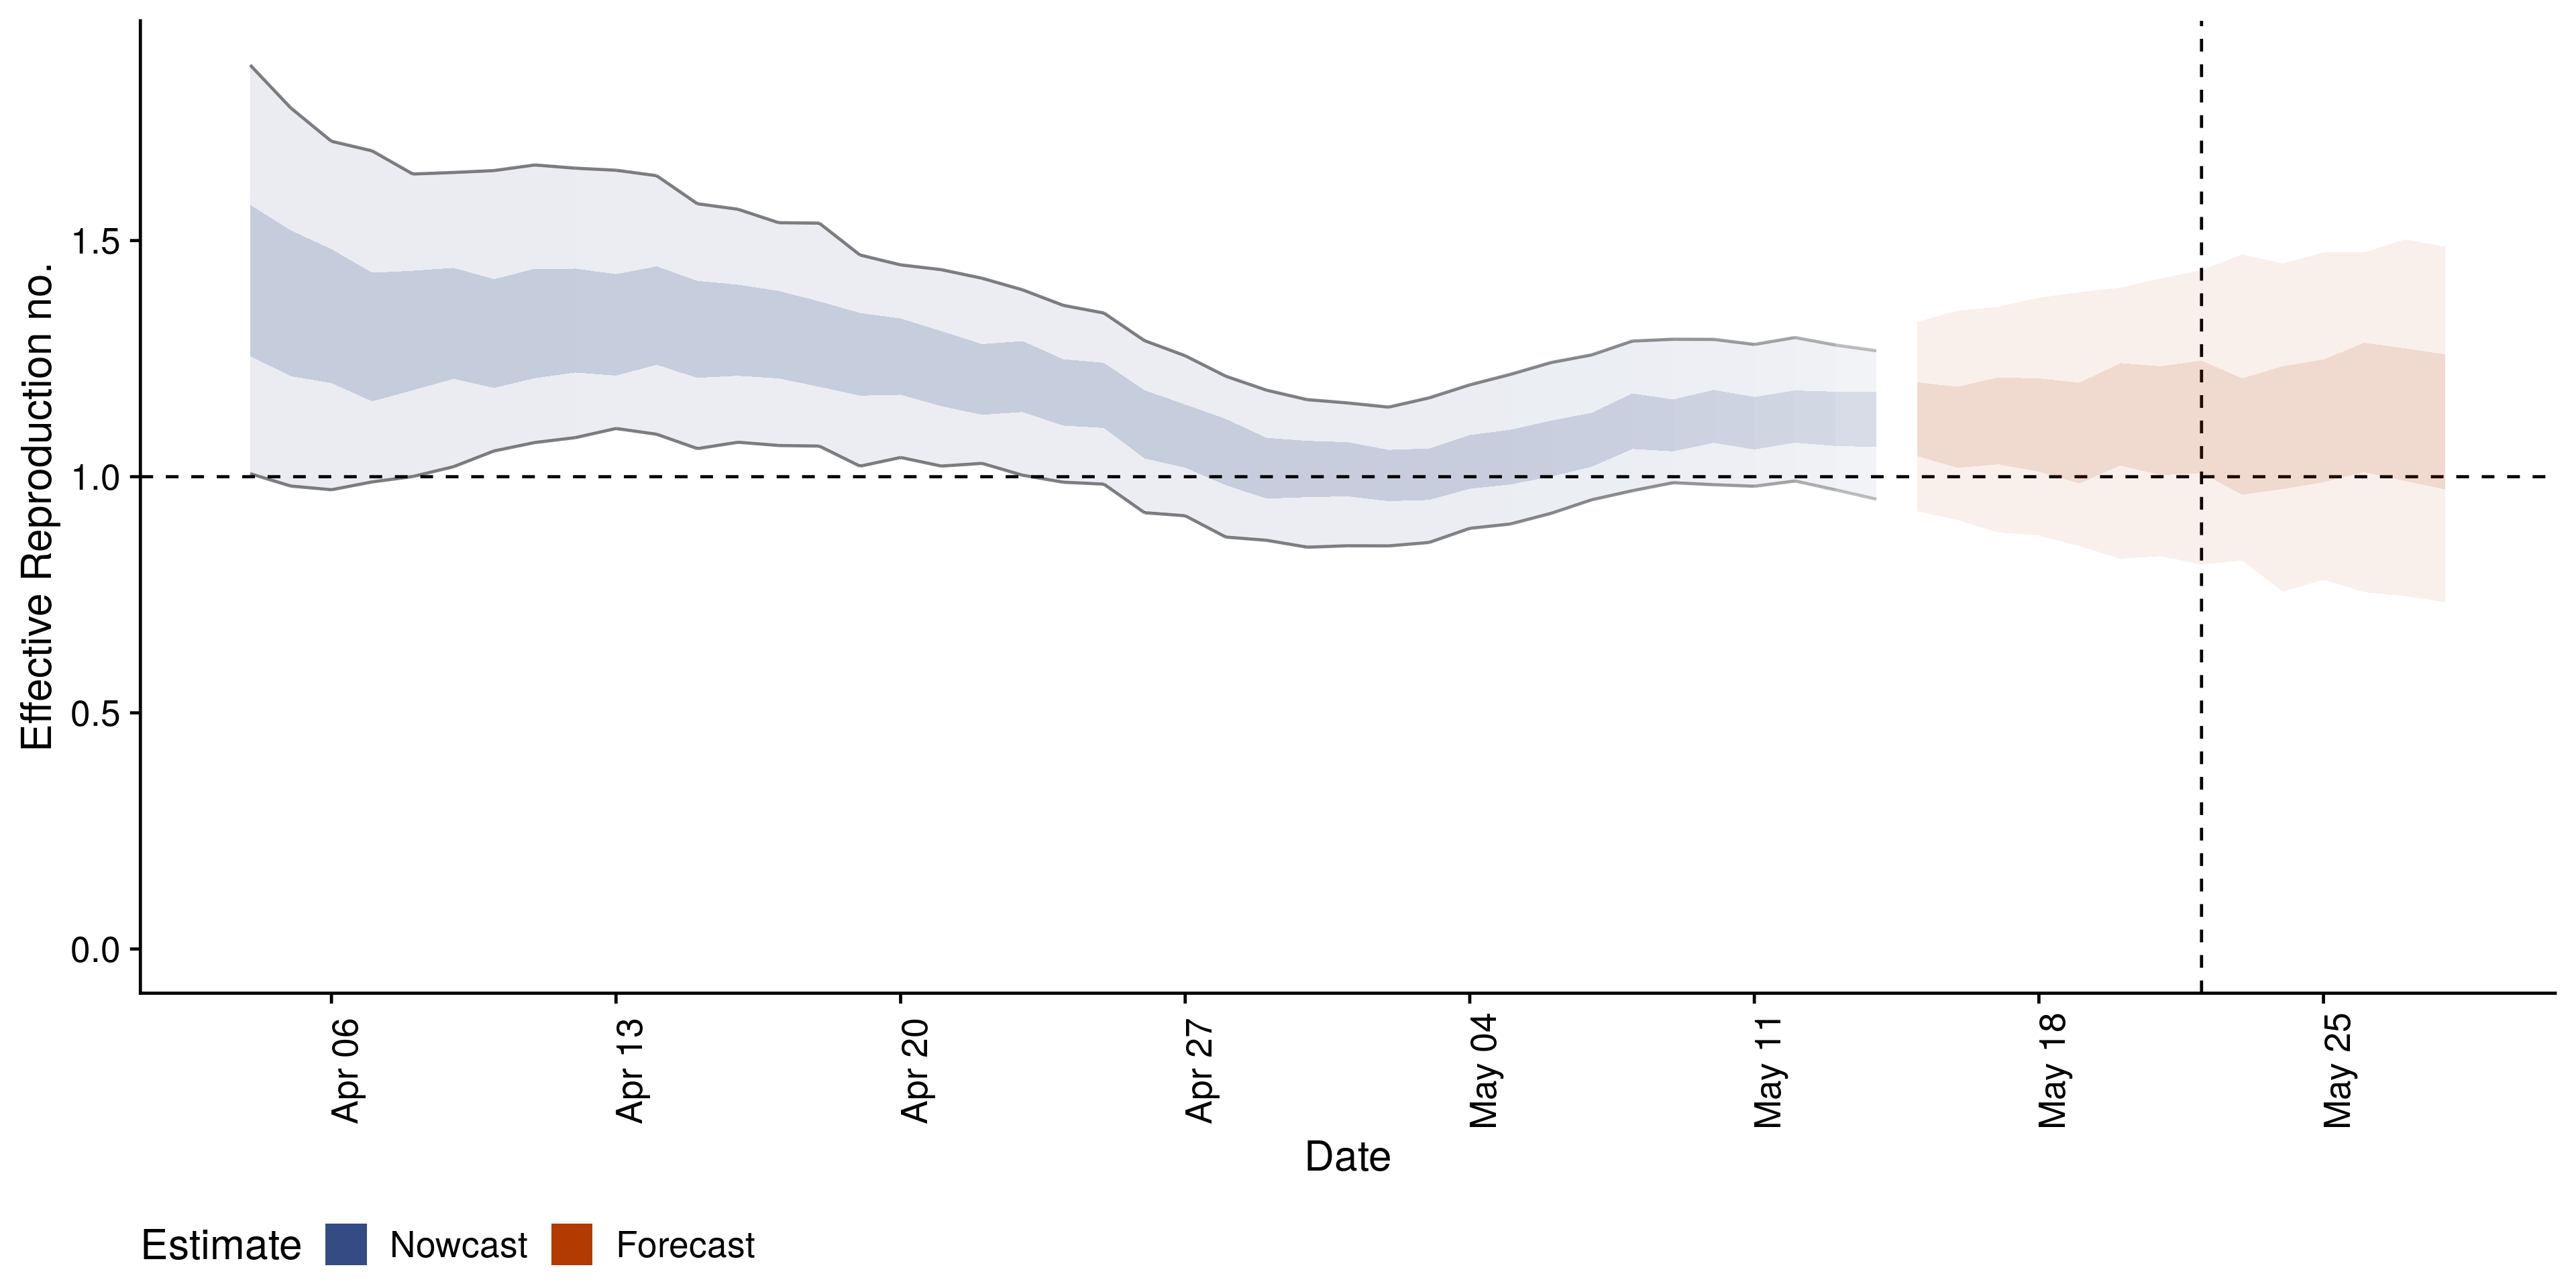 Effective Reproduction no.
1.5
1.0
0.5
0.0
Apr 06
Apr 13
Apr 20
Apr 27
May 04
May 11
May 18
May 25
Date
Estimate Nowcast Forecast